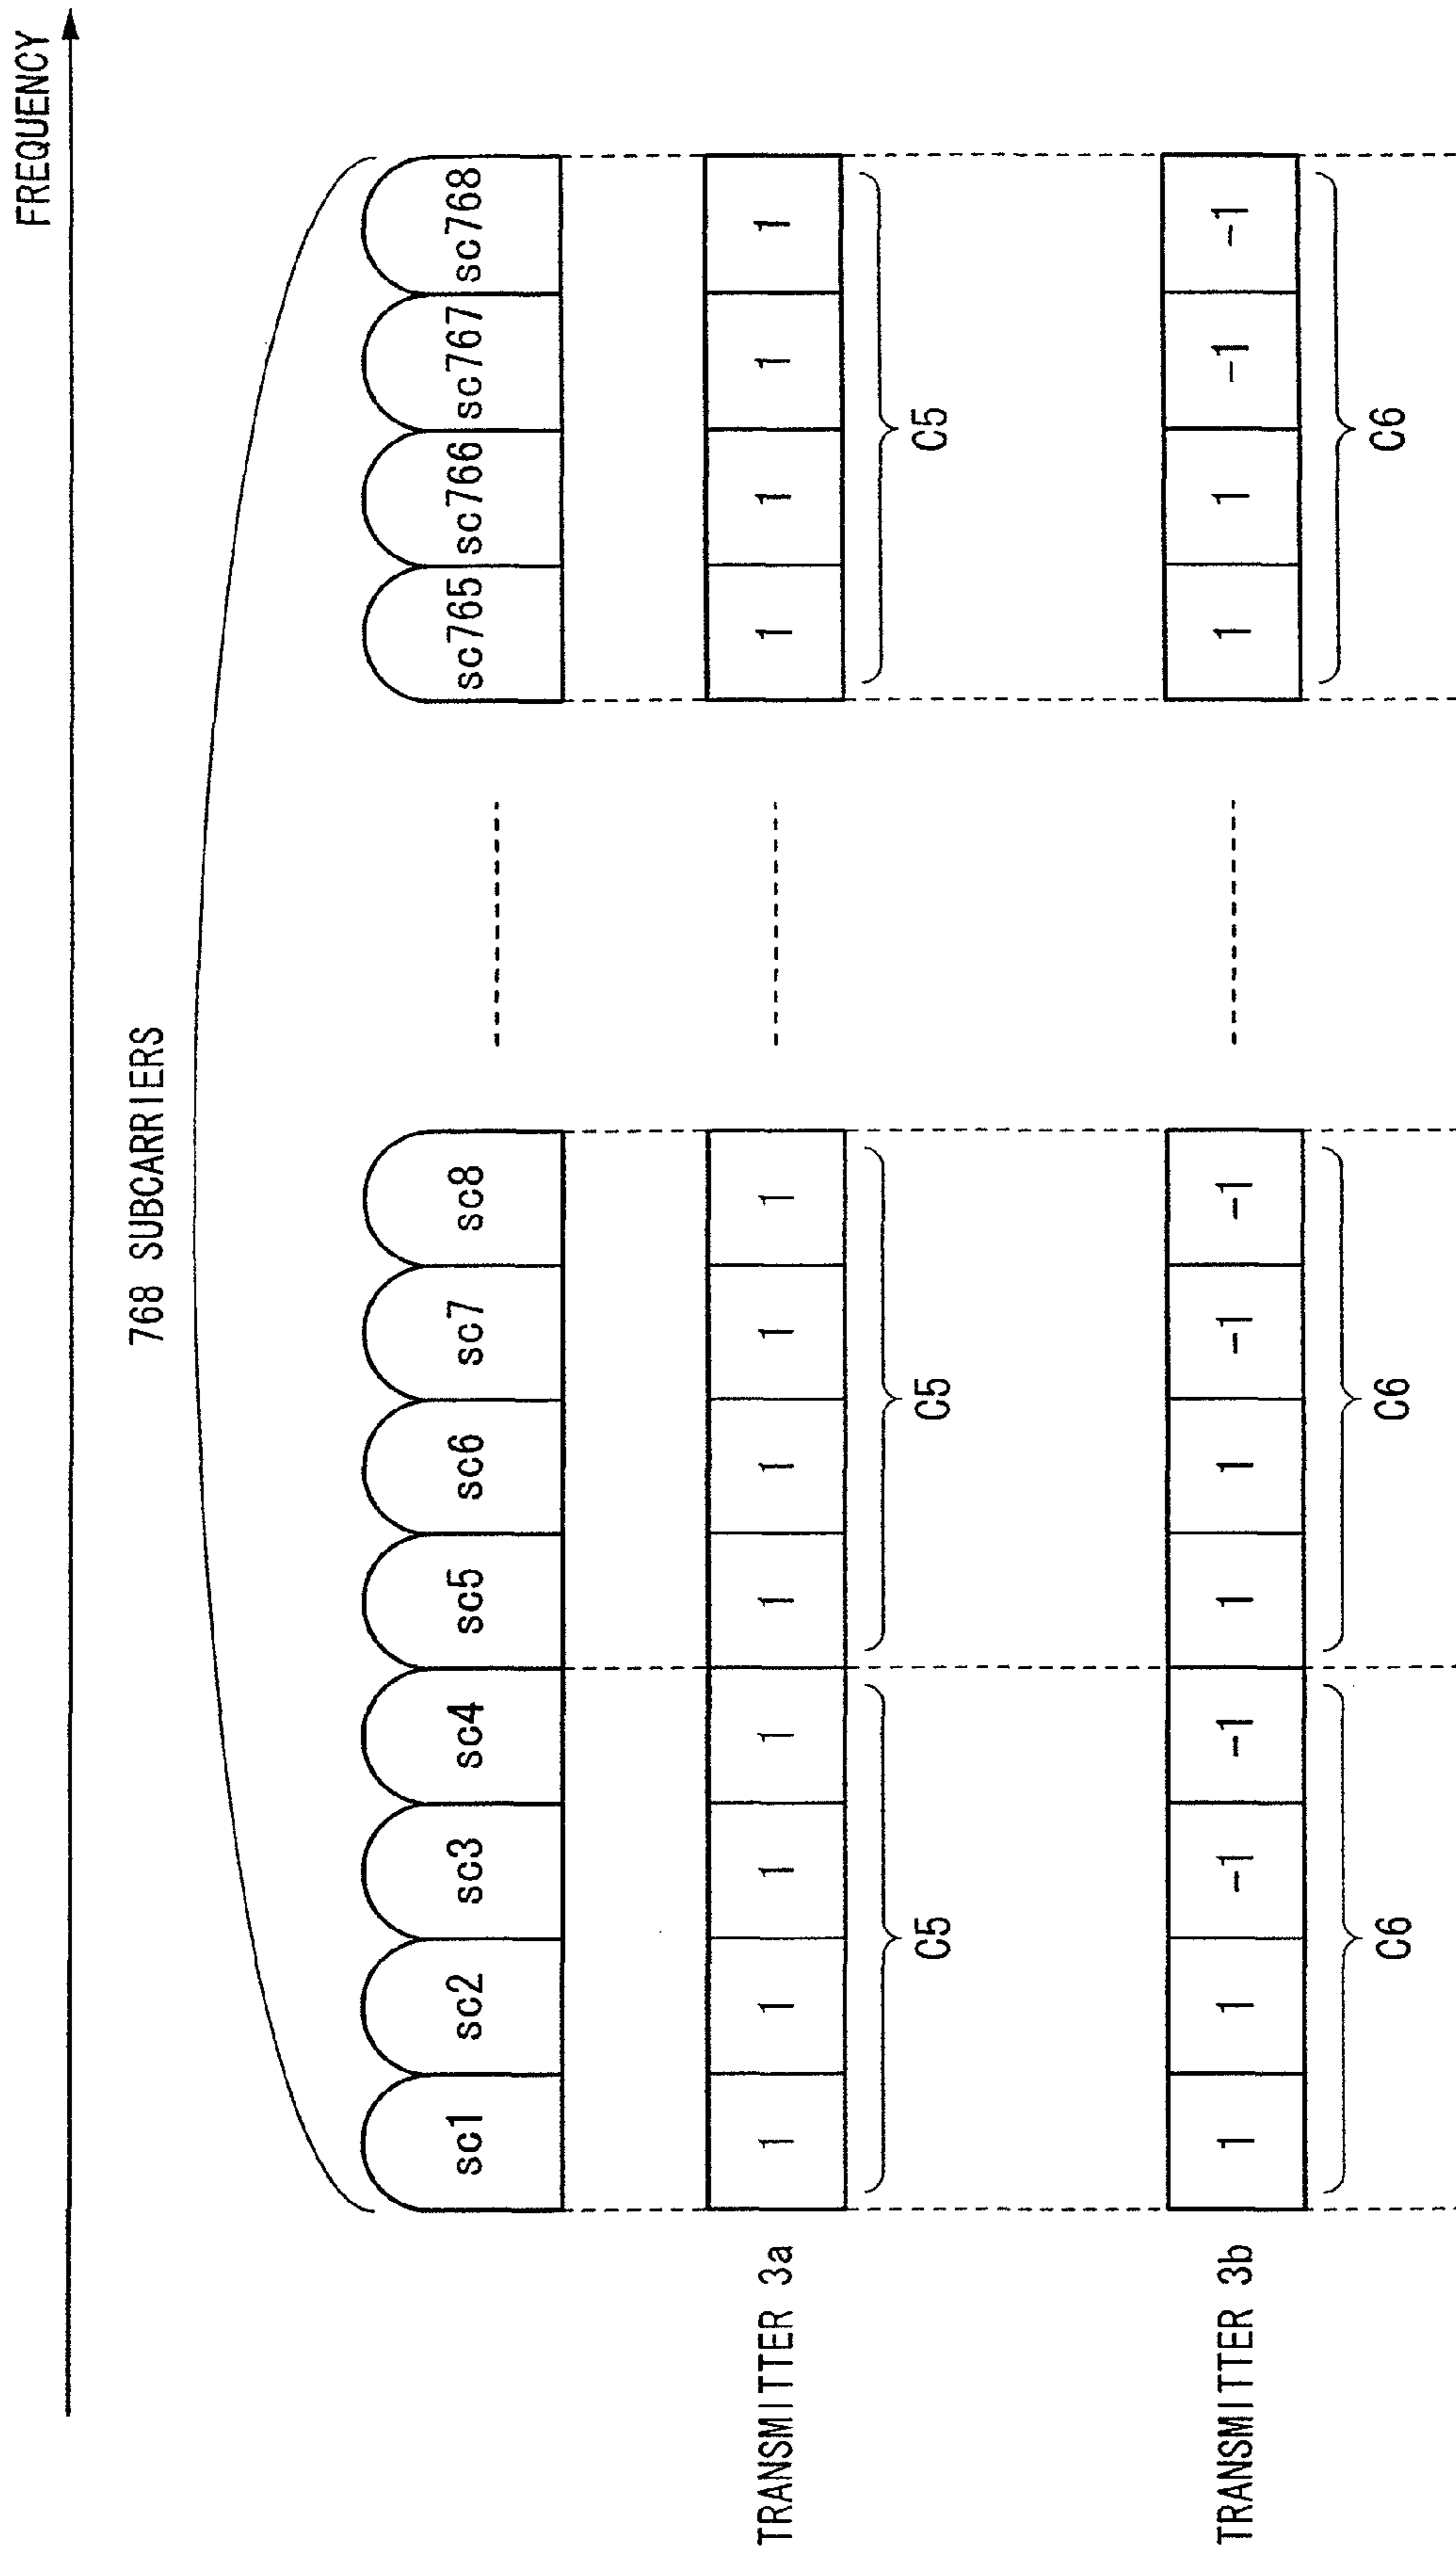 FREQUENCY
768 SUBCARRIERS
sc1 sc2 sc3 sc4 sc5 sc6 sc7 sc8 sc765 sc766 sc767 sc768
TRANSMITTER 3a 1 1 1 1 1 1 1 1 1 1 1 1
C5 C5 C5
TRANSMITTER 3b 1 1 -1 -1 1 1 -1 -1 1 1 -1 -1
C6 C6 C6